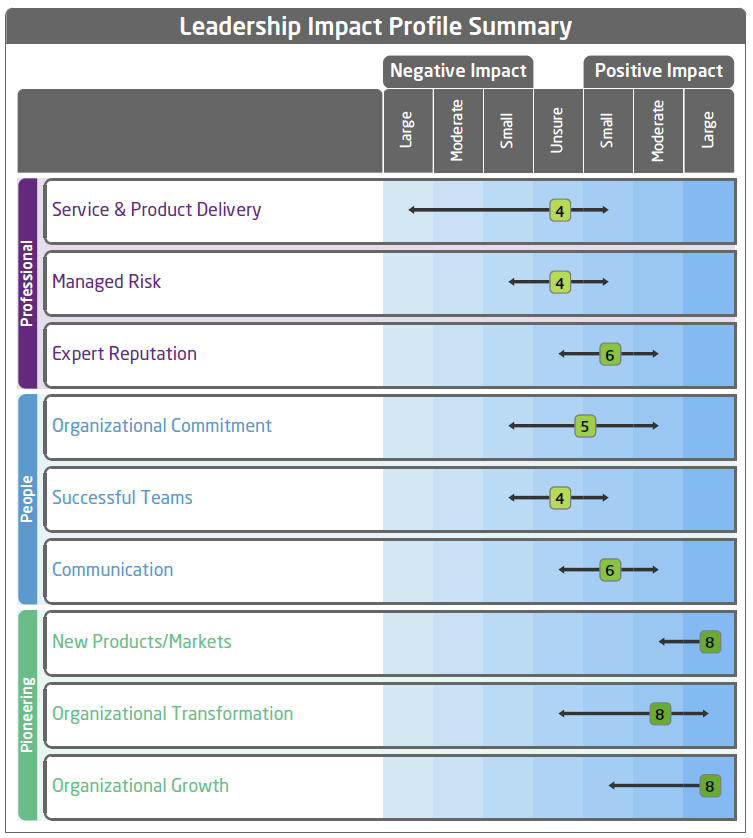 Leadership Impact Profile Summary
Negative Impact
Positive Impact
Large
Moderate
Small
Unsure
Small
Moderate
Large
Professional
Service & Product Delivery
4
Managed Risk
4
Expert Reputation
6
People
Organizational Commitment
5
Successful Teams
4
Communication
6
Pioneering
New Products/Markets
8
Organizational Transformation
8
Organizational Growth
8